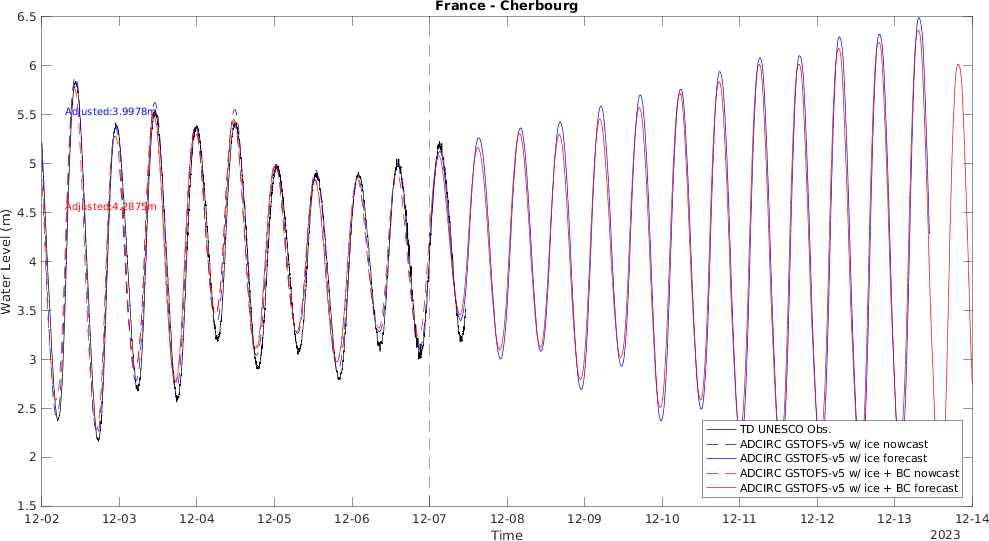 France - Cherbourg
6.5
6
5.5
5
4.5
4
3.5
3
2.5
2
1.5
Water Level (m)
Adjusted:3.9978m
Adjusted:4.2875m
TD UNESCO Obs.
ADCIRC GSTOFS-v5 w/ ice nowcast
ADCIRC GSTOFS-v5 w/ ice forecast
ADCIRC GSTOFS-v5 w/ ice + BC nowcast
ADCIRC GSTOFS-v5 w/ ice + BC forecast
12-02 12-03 12-04 12-05 12-06 12-07 12-08 12-09 12-10 12-11 12-12 12-13 12-14
Time
2023